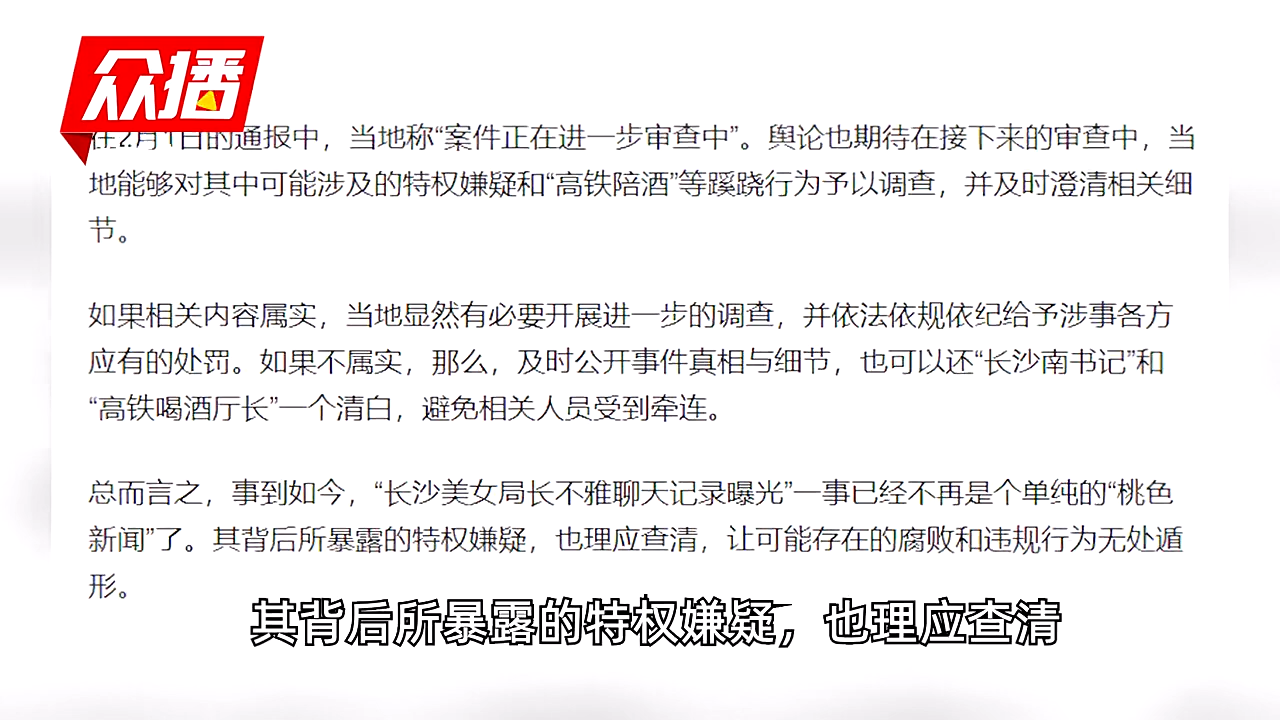 众播
在2月1日的通报中，当地称“案件正在进一步审查中”。舆论也期待在接下来的审查中，当
地能够对其中可能涉及的特权嫌疑和“高铁陪酒”等蹊跷行为予以调查，并及时澄清相关细
节。
如果相关内容属实，当地显然有必要开展进一步的调查，并依法依规依纪给予涉事各方
应有的处罚。如果不属实，那么，及时公开事件真相与细节，也可以还“长沙南书记”和
“高铁喝酒厅长”一个清白，避免相关人员受到牵连。
总而言之，事到如今，“长沙美女局长不雅聊天记录曝光”一事已经不再是个单纯的“桃色
新闻”了。其背后所暴露的特权嫌疑，也理应查清，让可能存在的腐败和违规行为无处遁
形。
其背后所暴露的特权嫌疑，也理应查清